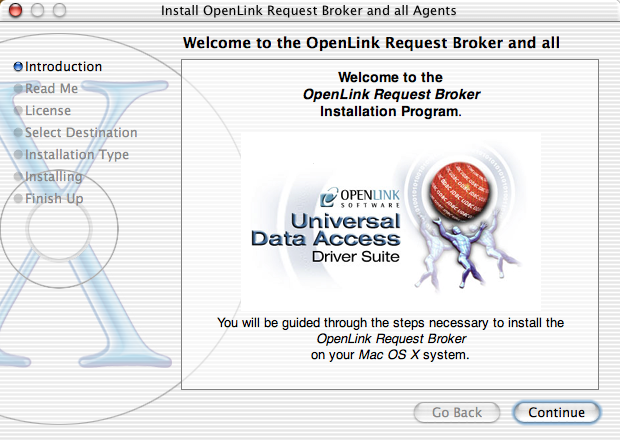 Install OpenLink Request Broker and all Agents
Welcome to the OpenLink Request Broker and all
Introduction
Read Me
License
Select Destination
Installation Type
Installing
Finish Up
Welcome to the
OpenLink Request Broker
Installation Program.
OPENLINK
SOFTWARE
Universal
Data Access
Driver Suite
You will be guided through the steps necessary to install the
OpenLink Request Broker
on your Mac OS X system.
Go Back
Continue